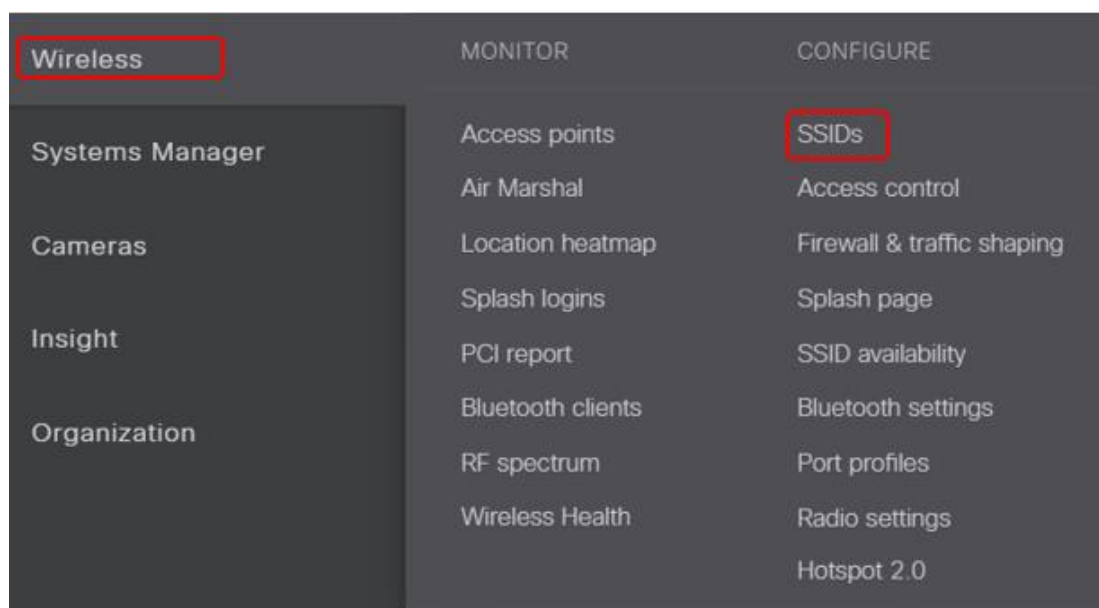 Wireless
Systems Manager
Cameras
Insight
Organization
MONITOR
Access points
Air Marshal
Location heatmap
Splash logins
PCI report
Bluetooth clients
RF spectrum
Wireless Health
CONFIGURE
SSIDs
Access control
Firewall & traffic shaping
Splash page
SSID availability
Bluetooth settings
Port profiles
Radio settings
Hotspot 2.0